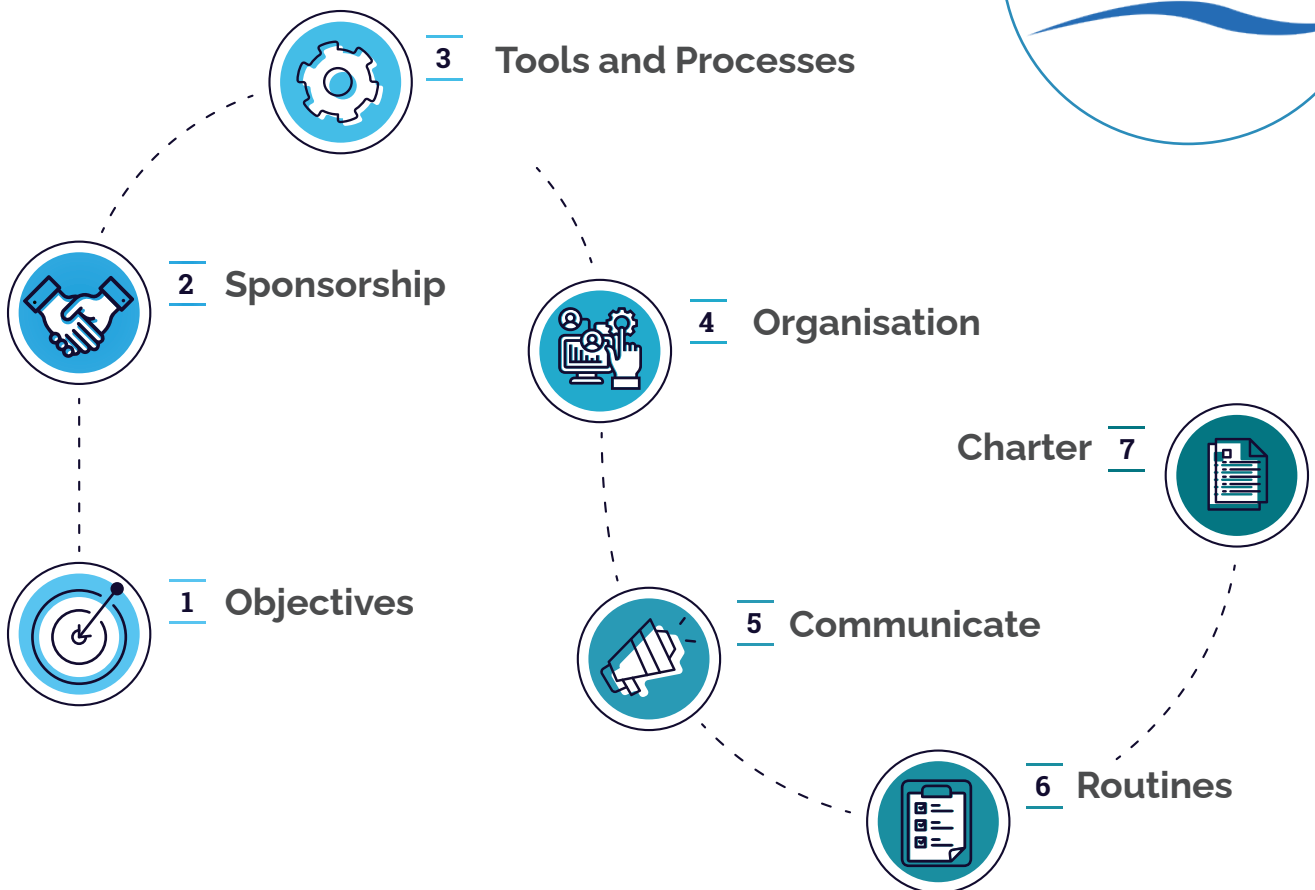 3 Tools and Processes
2 Sponsorship
4 Organisation
Charter 7
1 Objectives
5 Communicate
6 Routines